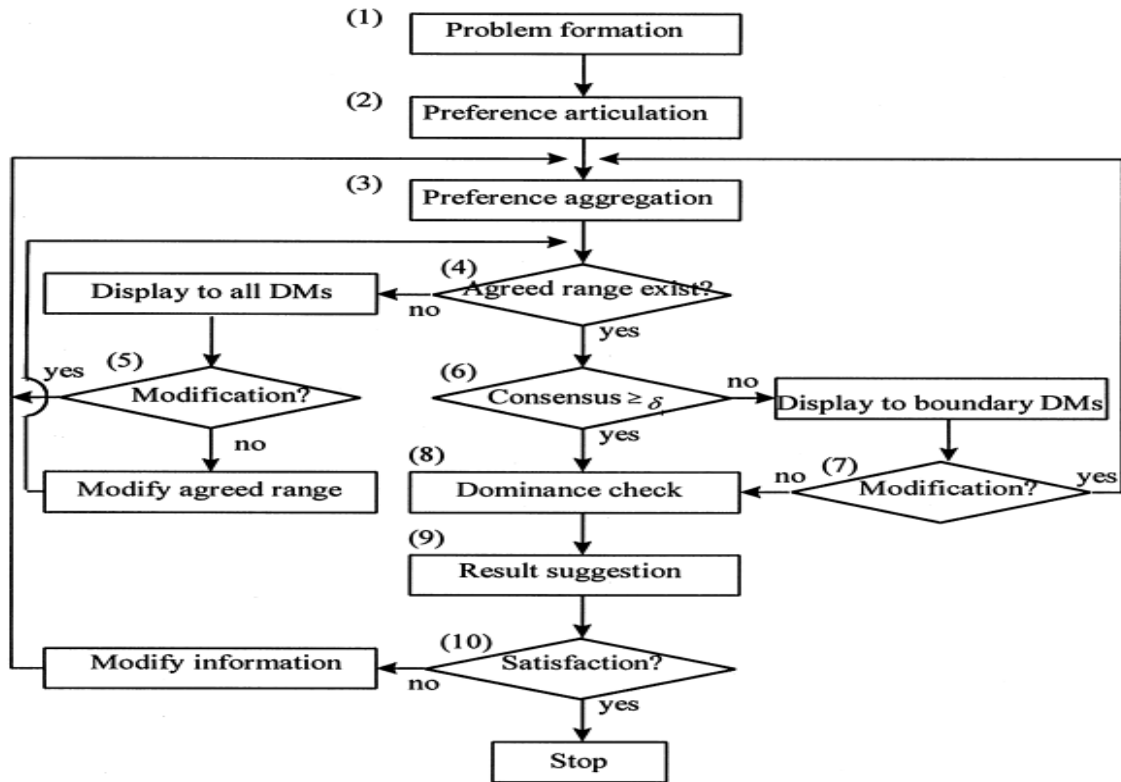 (1)
Problem formation
(2)
Preference articulation
(3)
Preference aggregation
(4)
Agreed range exist?
no
yes
Display to all DMs
(5)
Modification?
yes
no
Modify agreed range
(6)
Consensus ≥ δ
no
yes
Display to boundary DMs
(7)
Modification?
no
yes
(8)
Dominance check
(9)
Result suggestion
(10)
Satisfaction?
no
yes
Modify information
Stop